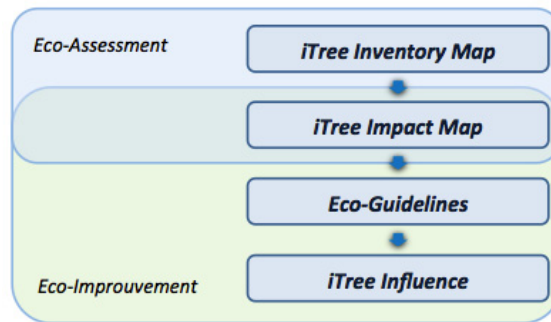 Eco-Assessment
iTree Inventory Map
iTree Impact Map
Eco-Guidelines
Eco-Improuvement
iTree Influence